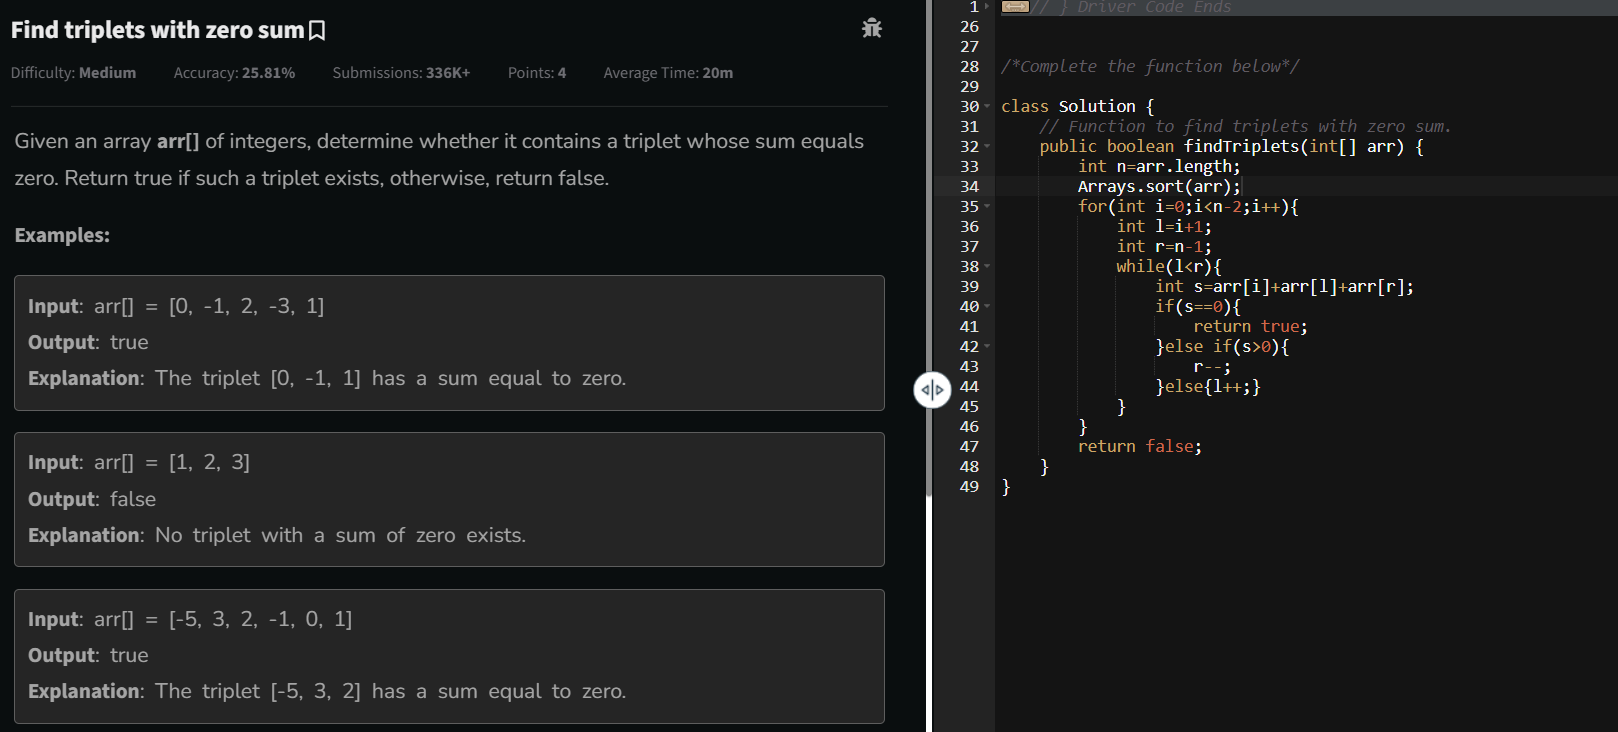 Find triplets with zero sum
Difficulty: Medium Accuracy: 25.81% Submissions: 336K+ Points: 4 Average Time: 20m
Given an array arr[] of integers, determine whether it contains a triplet whose sum equals
zero. Return true if such a triplet exists, otherwise, return false.
Examples:
Input: arr[] = [0, -1, 2, -3, 1]
Output: true
Explanation: The triplet [0, -1, 1] has a sum equal to zero.
Input: arr[] = [1, 2, 3]
Output: false
Explanation: No triplet with a sum of zero exists.
Input: arr[] = [-5, 3, 2, -1, 0, 1]
Output: true
Explanation: The triplet [-5, 3, 2] has a sum equal to zero.
1 // } Driver Code Ends
26
27
28 /*Complete the function below*/
29
30 class Solution {
31     // Function to find triplets with zero sum.
32     public boolean findTriplets(int[] arr) {
33         int n=arr.length;
34         Arrays.sort(arr);
35         for(int i=0;i<n-2;i++){
36             int l=i+1;
37             int r=n-1;
38             while(l<r){
39                 int s=arr[i]+arr[l]+arr[r];
40                 if(s==0){
41                     return true;
42                 }else if(s>0){
43                     r--;
44                 }else{l++;}
45             }
46         }
47         return false;
48     }
49 }